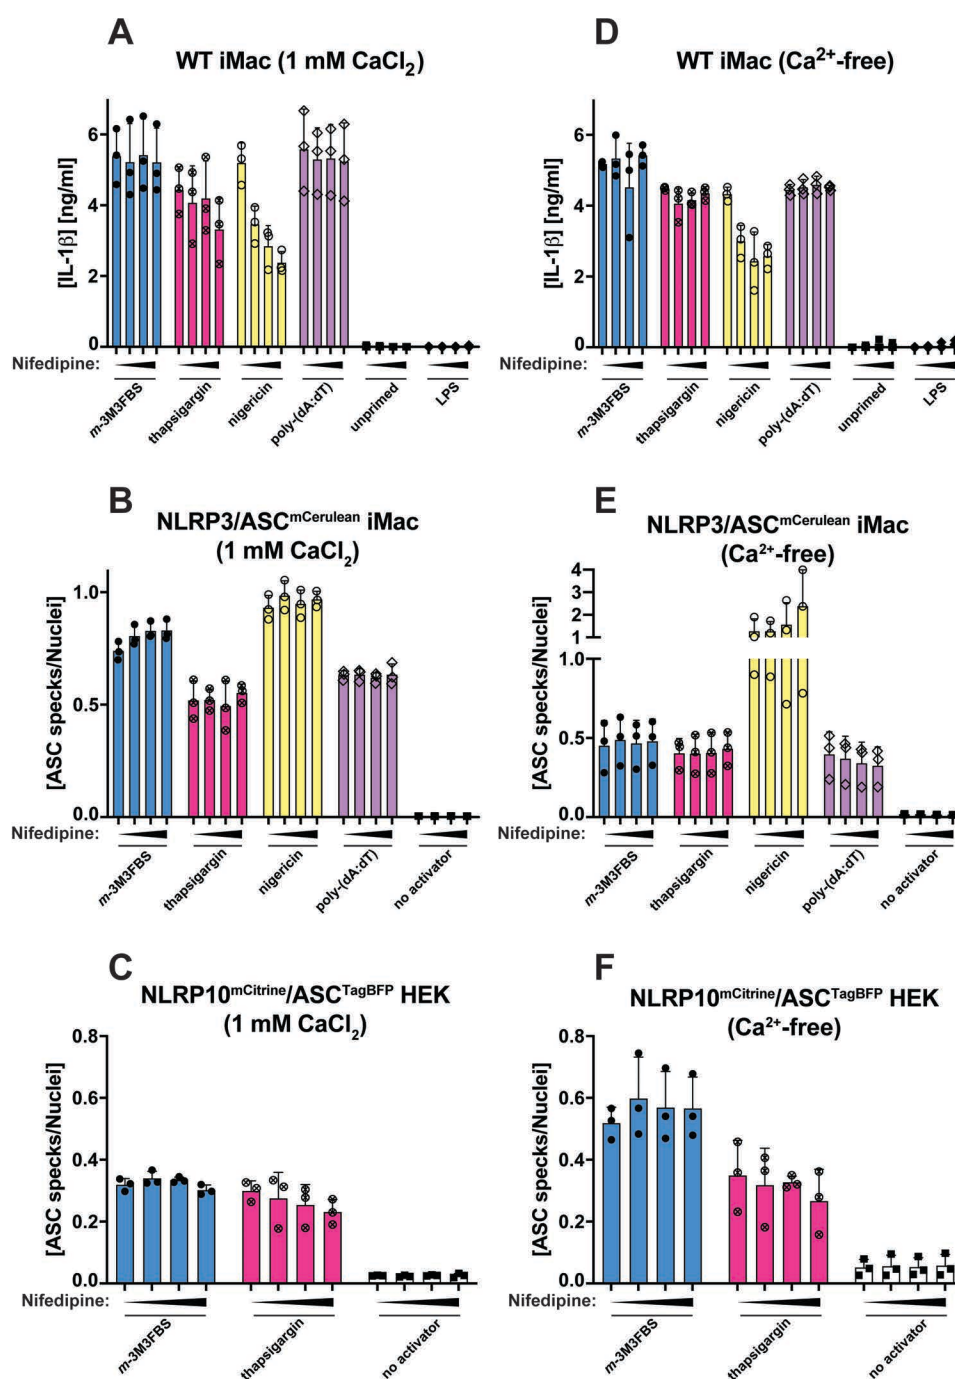 A
WT iMac (1 mM CaCl2)
[IL-1β] [ng/ml]
6
4
2
0
Nifedipine:
m-3M3FBS
thapsigargin
nigericin
poly-(dA:dT)
unprimed
LPS
D
WT iMac (Ca2+-free)
[IL-1β] [ng/ml]
6
4
2
0
Nifedipine:
m-3M3FBS
thapsigargin
nigericin
poly-(dA:dT)
unprimed
LPS
B
NLRP3/ASCmCerulean iMac
(1 mM CaCl2)
[ASC specks/Nuclei]
1.0
0.5
0.0
Nifedipine:
m-3M3FBS
thapsigargin
nigericin
poly-(dA:dT)
no activator
E
NLRP3/ASCmCerulean iMac
(Ca2+-free)
[ASC specks/Nuclei]
4
3
2
1
1.0
0.5
0.0
Nifedipine:
m-3M3FBS
thapsigargin
nigericin
poly-(dA:dT)
no activator
C
NLRP10mCitrine/ASCTagBFP HEK
(1 mM CaCl2)
[ASC specks/Nuclei]
0.8
0.6
0.4
0.2
0.0
Nifedipine:
m-3M3FBS
thapsigargin
no activator
F
NLRP10mCitrine/ASCTagBFP HEK
(Ca2+-free)
[ASC specks/Nuclei]
0.8
0.6
0.4
0.2
0.0
Nifedipine:
m-3M3FBS
thapsigargin
no activator